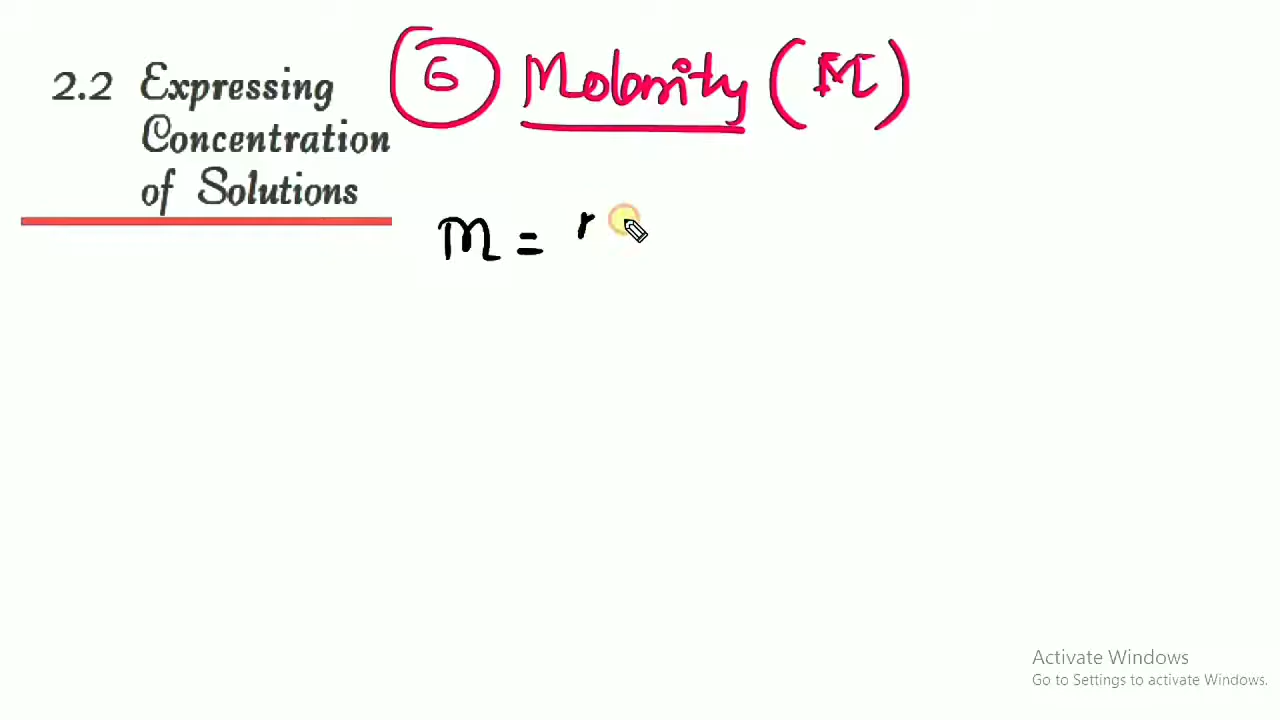 2.2 Expressing
Concentration
of Solutions
6 Molarity (M)
M =
Activate Windows
Go to Settings to activate Windows.